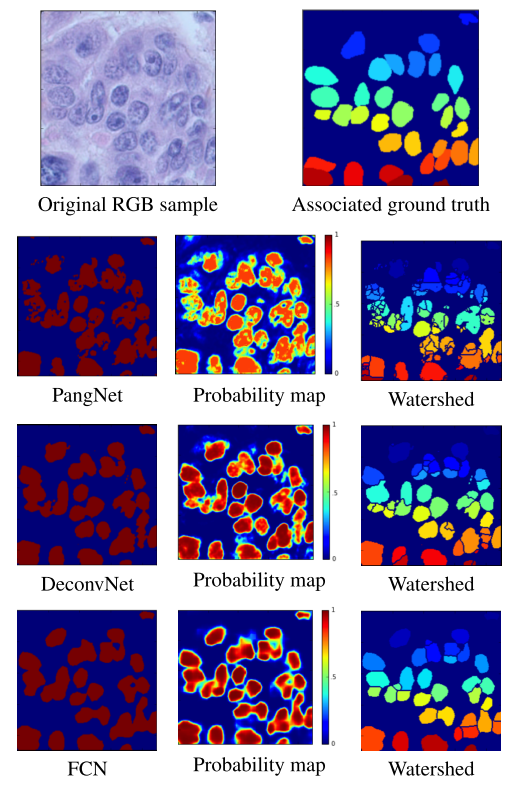 Original RGB sample Associated ground truth
1
.5
0
PangNet Probability map Watershed
1
.5
0
DeconvNet Probability map Watershed
1
.5
0
FCN Probability map Watershed